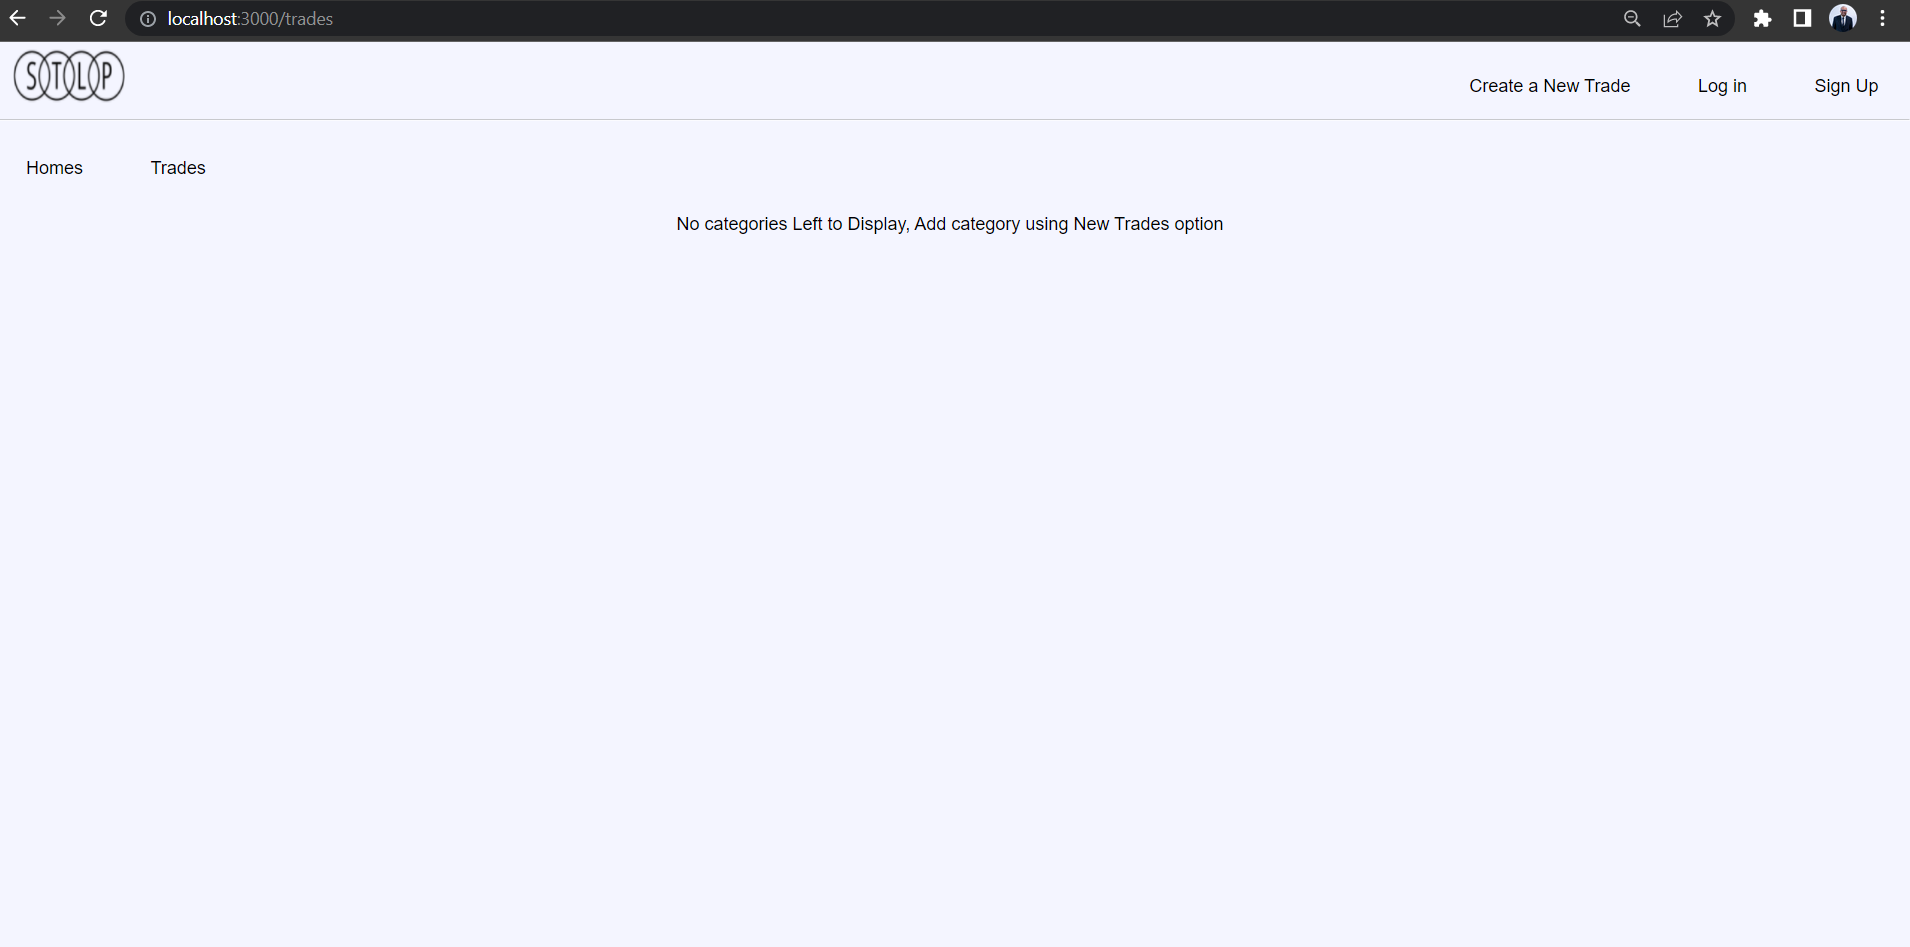 localhost:3000/trades
STLP
Create a New Trade Log in Sign Up
Homes Trades
No categories Left to Display, Add category using New Trades option